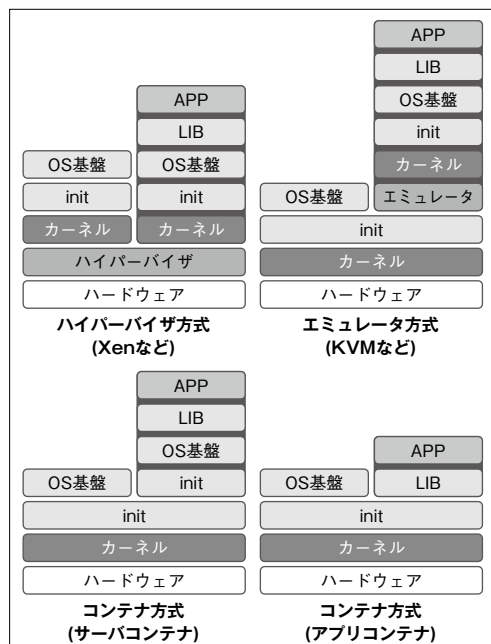 APP
LIB
OS基盤
OS基盤
init
init
カーネル
カーネル
ハイパーバイザ
ハードウェア
ハイパーバイザ方式
(Xenなど)
APP
LIB
OS基盤
init
カーネル
OS基盤
エミュレータ
init
カーネル
ハードウェア
エミュレータ方式
(KVMなど)
APP
LIB
OS基盤
OS基盤
init
init
カーネル
ハードウェア
コンテナ方式
(サーバコンテナ)
APP
OS基盤
LIB
init
カーネル
ハードウェア
コンテナ方式
(アプリコンテナ)